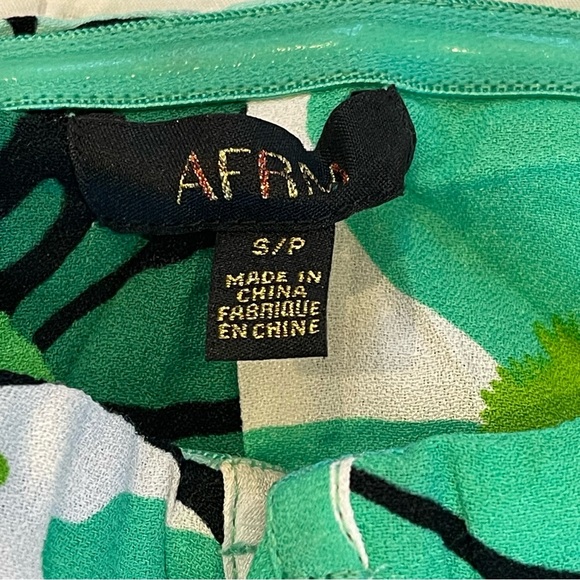 AFRM
S/P
MADE IN
CHINA
FABRIQUE
EN CHINE